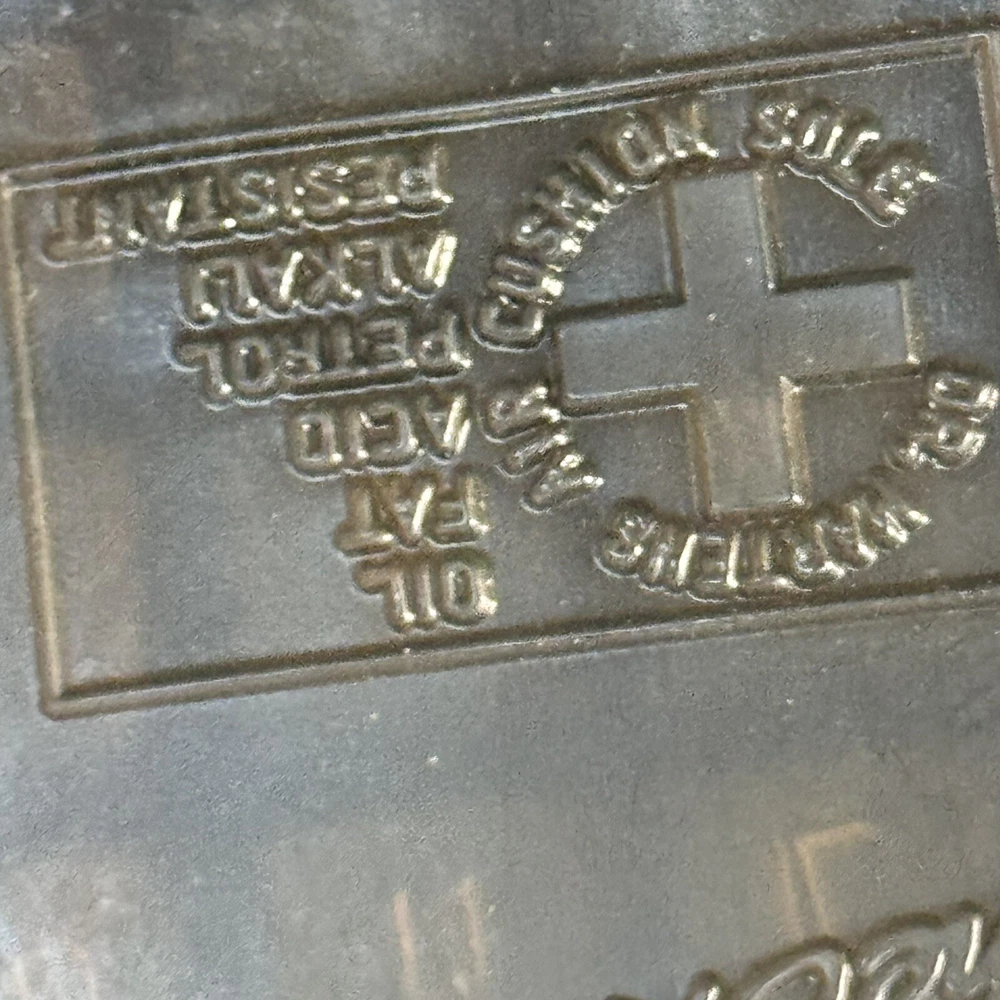 Dr. MARTENS AIR CUSHION SOLE
OIL
FAT
ACID
PETROL
ALKALI
RESISTANT